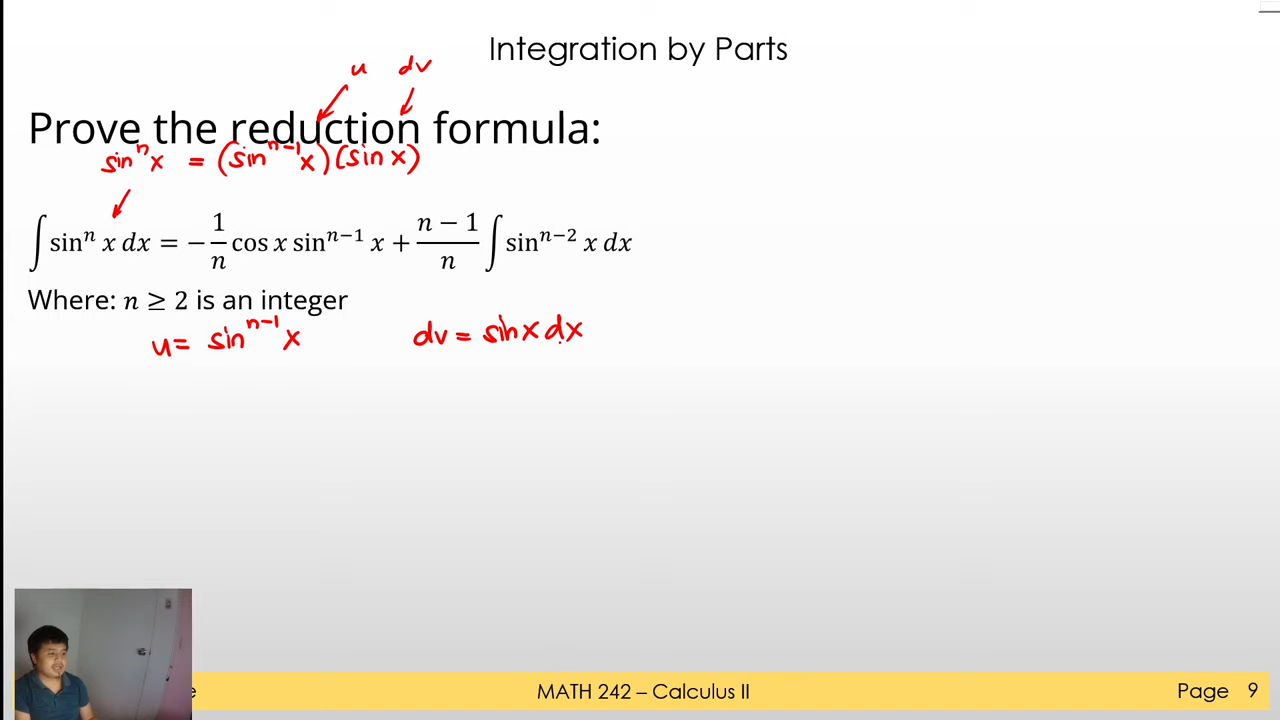 Integration by Parts
u dv
Prove the reduction formula:
sinⁿx = (sinⁿ⁻¹x)(sin x)
∫ sinⁿ x dx = −1/n cos x sinⁿ⁻¹ x + (n − 1)/n ∫ sinⁿ⁻² x dx
Where: n ≥ 2 is an integer
u = sinⁿ⁻¹x dv = sinx dx
MATH 242 – Calculus II
Page 9